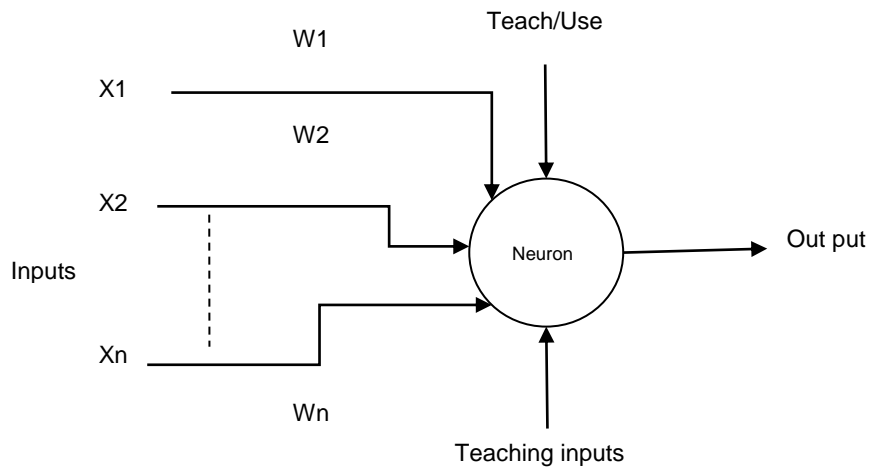 Teach/Use
W1
X1
W2
X2
Out put
Neuron
Inputs
Xn
Wn
Teaching inputs